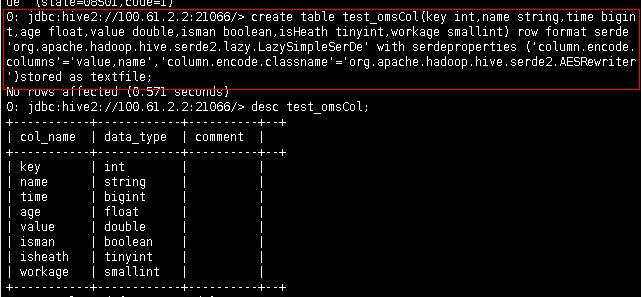 de (state=08S01,code=1)
0: jdbc:hive2://100.61.2.2:21066/> create table test_omsCol(key int,name string,time bigin
t,age float,value double,isman boolean,isHeath tinyint,workage smallint) row format serde
'org.apache.hadoop.hive.serde2.lazy.LazySimpleSerDe' with serdeproperties ('column.encode.
columns'='value,name','column.encode.classname'='org.apache.hadoop.hive.serde2.AESRewriter
')stored as textfile;
No rows affected (0.571 seconds)
0: jdbc:hive2://100.61.2.2:21066/> desc test_omsCol;
+-----------+------------+----------+--+
| col_name | data_type | comment |
+-----------+------------+----------+--+
| key | int | |
| name | string | |
| time | bigint | |
| age | float | |
| value | double | |
| isman | boolean | |
| isheath | tinyint | |
| workage | smallint | |
+-----------+------------+----------+--+